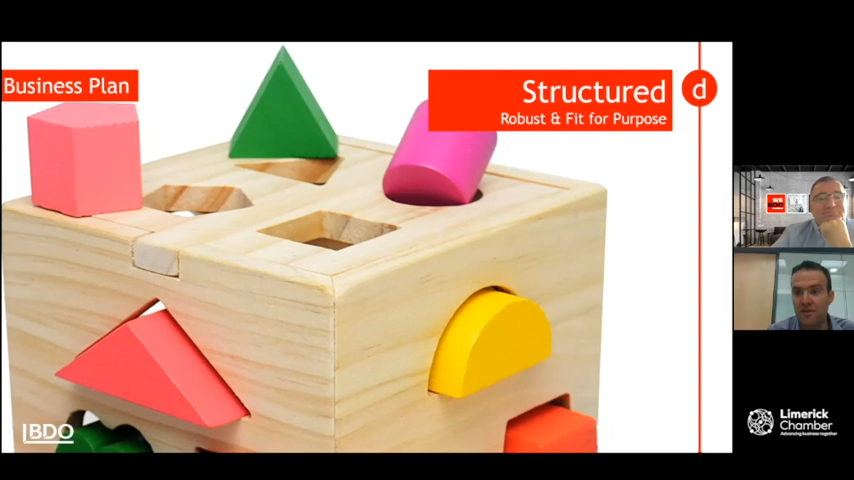 Business Plan
Structured
Robust & Fit for Purpose
d
BDO
Limerick
Chamber
Advancing business together